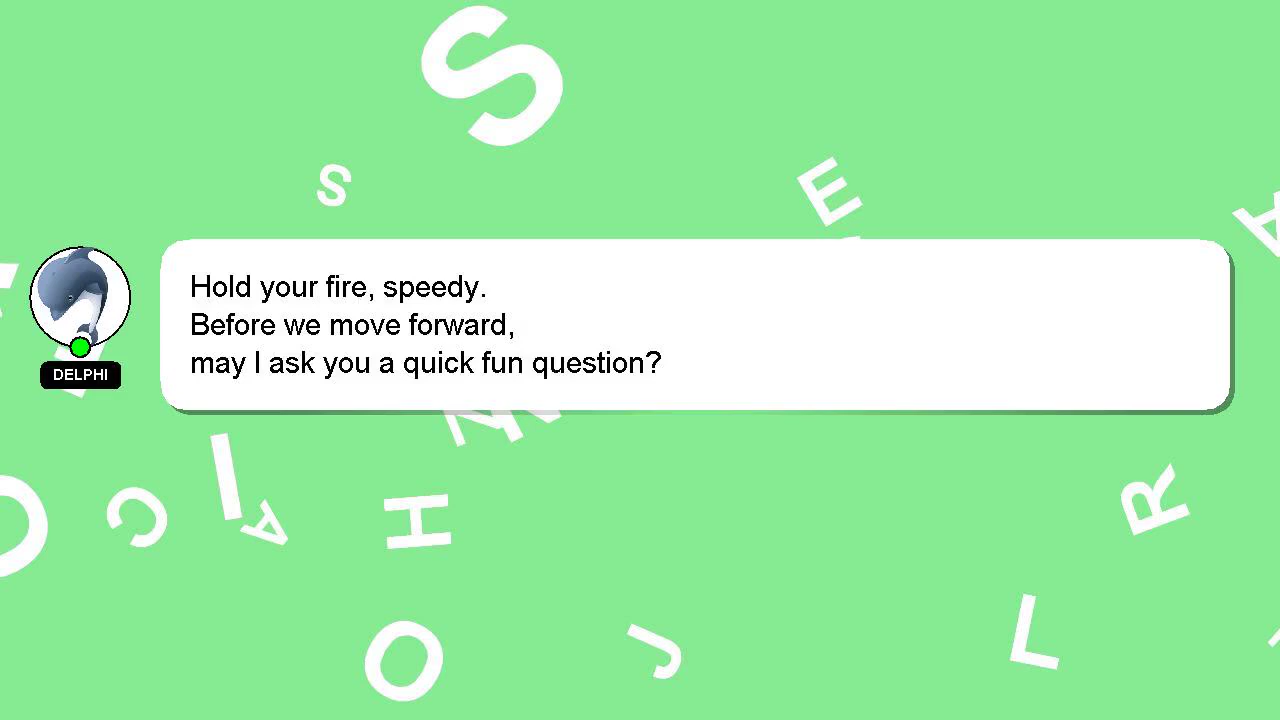 S
S
E
A
Hold your fire, speedy.
Before we move forward,
may I ask you a quick fun question?
DELPHI
N
I
C
A
H
R
O
J
L